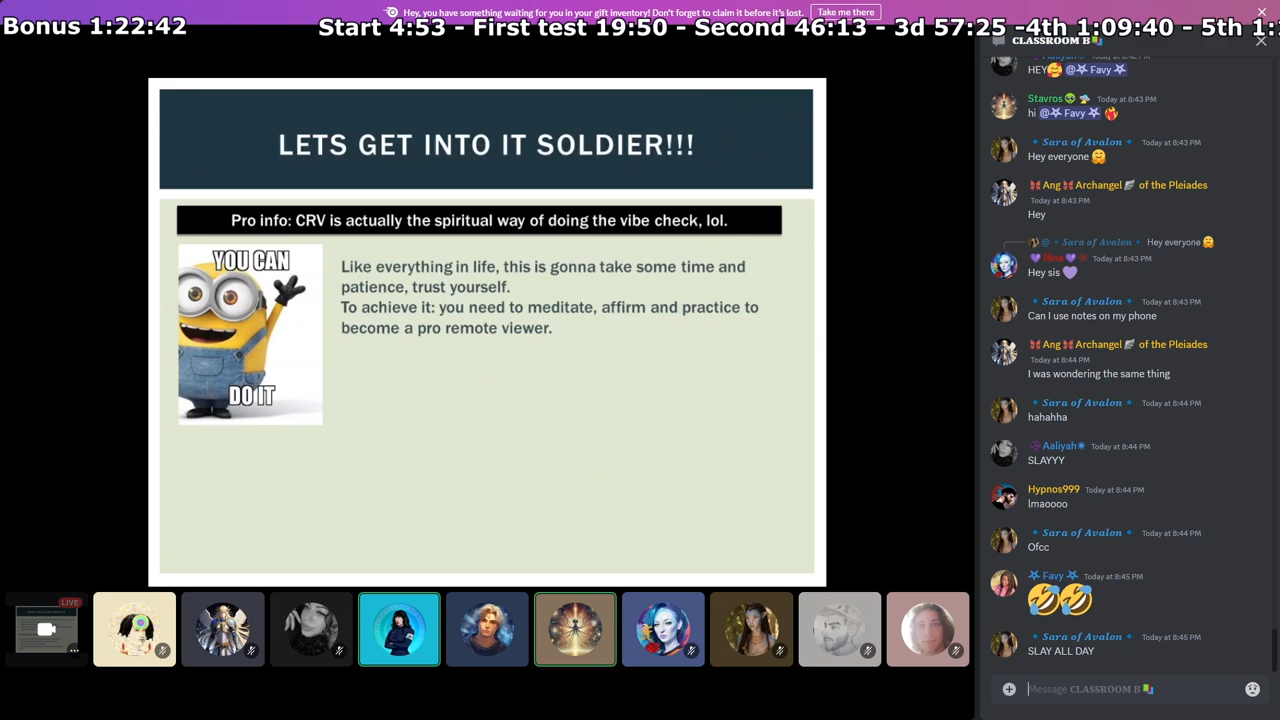 Hey, you have something waiting for you in your gift inventory! Don't forget to claim it before it's lost. Take me there
Bonus 1:22:42
Start 4:53 - First test 19:50 - Second 46:13 - 3d 57:25 -4th 1:09:40 - 5th
LETS GET INTO IT SOLDIER!!!
Pro info: CRV is actually the spiritual way of doing the vibe check, lol.
YOU CAN
DO IT
Like everything in life, this is gonna take some time and
patience, trust yourself.
To achieve it: you need to meditate, affirm and practice to
become a pro remote viewer.
LIVE
CLASSROOM B
HEY🥰 @⛧ Favy ⛧
Stavros Today at 8:43 PM
hi @⛧ Favy ⛧ ❤️‍🔥
Sara of Avalon Today at 8:43 PM
Hey everyone 🤗
Ang Archangel of the Pleiades
Today at 8:43 PM
Hey
@ Sara of Avalon Hey everyone 🤗
Today at 8:43 PM
Hey sis 💜
Sara of Avalon Today at 8:43 PM
Can I use notes on my phone
Ang Archangel of the Pleiades
Today at 8:44 PM
I was wondering the same thing
Sara of Avalon Today at 8:44 PM
hahahha
Aaliyah Today at 8:44 PM
SLAYYY
Hypnos999 Today at 8:44 PM
lmaoooo
Sara of Avalon Today at 8:44 PM
Ofcc
⛧ Favy ⛧ Today at 8:45 PM
🤣🤣
Sara of Avalon Today at 8:45 PM
SLAY ALL DAY
Message CLASSROOM B